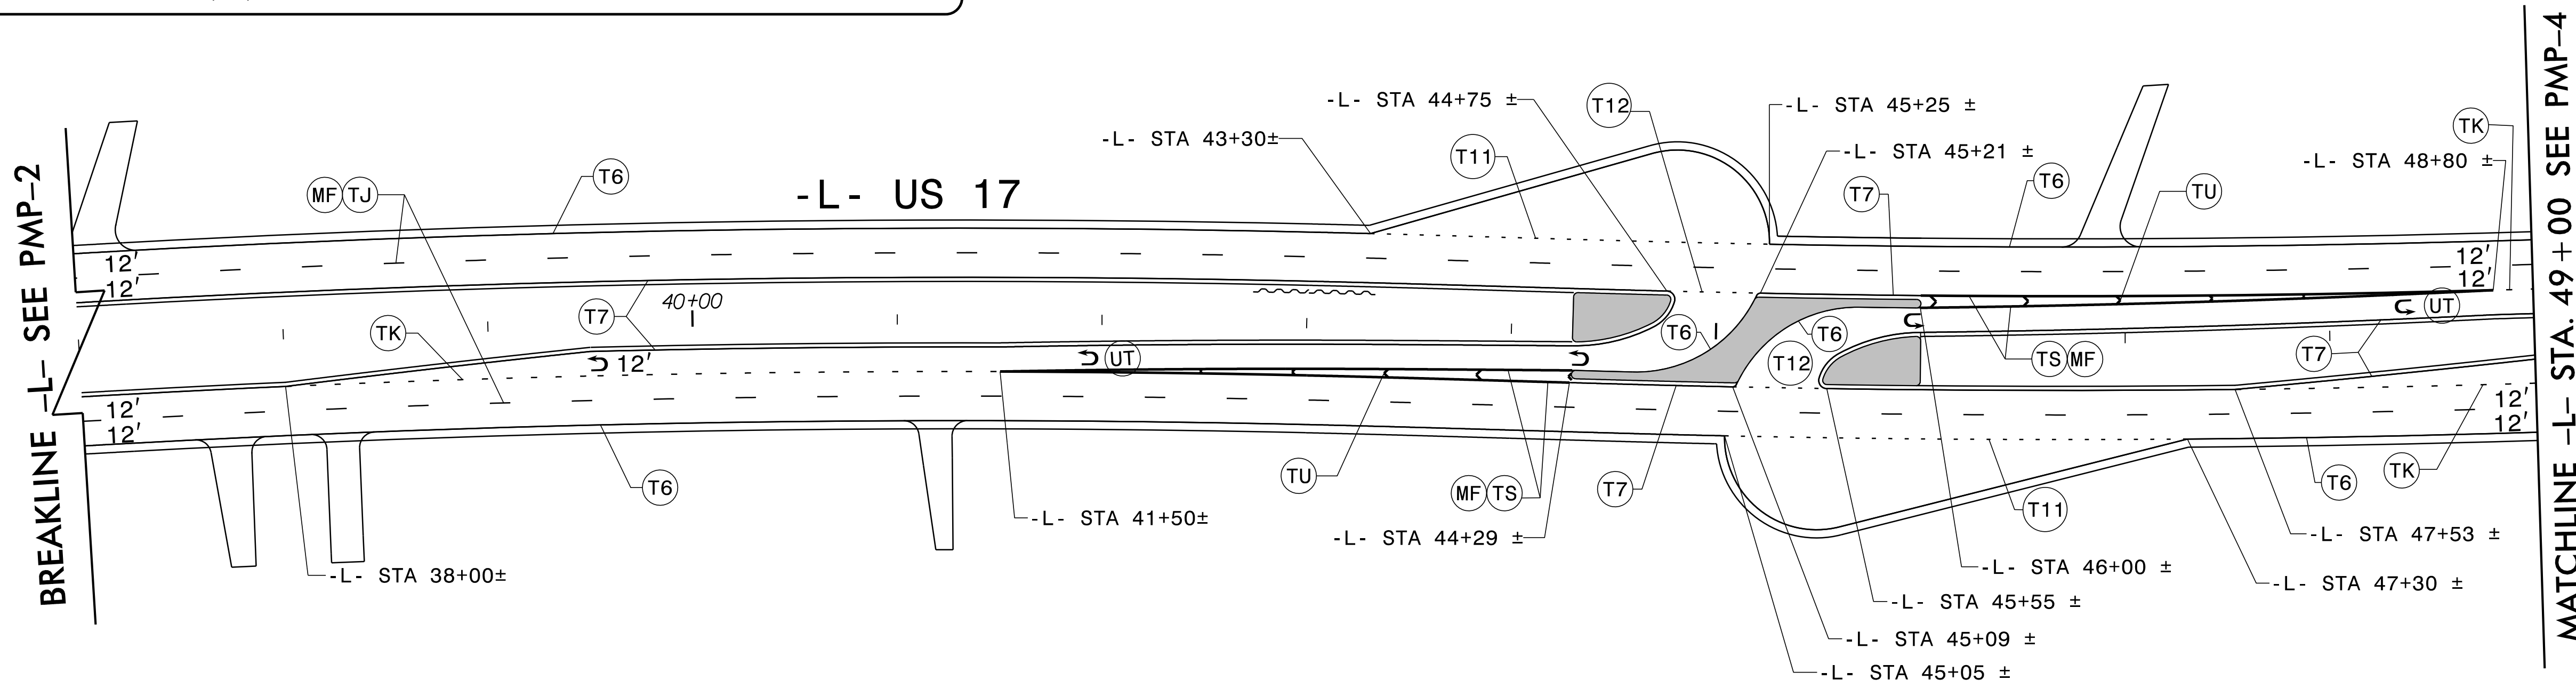 BREAKLINE -L- SEE PMP-2
MATCHLINE -L- STA. 49+00 SEE PMP-4
-L- US 17
-L- STA 44+75 ±
T12
-L- STA 45+25 ±
-L- STA 43+30±
T11
-L- STA 45+21 ±
TK
-L- STA 48+80 ±
MF TJ
T6
T7
T6
TU
12'
12'
12'
12'
40+00
T7
TK
12'
UT
T6
T6
T12
TS MF
UT
T7
12'
12'
12'
12'
T6
TU
MF TS
T7
T11
T6
TK
-L- STA 41+50±
-L- STA 44+29 ±
-L- STA 38+00±
-L- STA 47+53 ±
-L- STA 46+00 ±
-L- STA 47+30 ±
-L- STA 45+55 ±
-L- STA 45+09 ±
-L- STA 45+05 ±